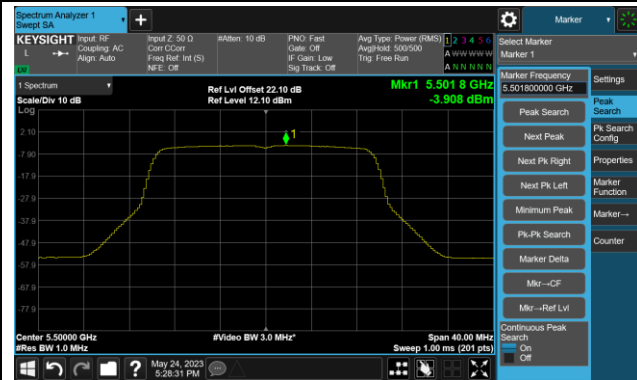 Spectrum Analyzer 1
Swept SA
Marker
KEYSIGHT
L
LNI
Input: RF
Coupling: AC
Align: Auto
Input Z: 50 Ω
Corr CCorr
Freq Ref: Int (S)
NFE: Off
#Atten: 10 dB
PNO: Fast
Gate: Off
IF Gain: Low
Sig Track: Off
Avg Type: Power (RMS)
Avg|Hold: 500/500
Trig: Free Run
1 2 3 4 5 6
A W W W W W
A N N N N N
Select Marker
Marker 1
1 Spectrum
Scale/Div 10 dB
Log
Ref Lvl Offset 22.10 dB
Ref Level 12.10 dBm
Mkr1 5.501 8 GHz
-3.908 dBm
1
2.10
-7.90
-17.9
-27.9
-37.9
-47.9
-57.9
-67.9
-77.9
Center 5.50000 GHz
#Res BW 1.0 MHz
#Video BW 3.0 MHz*
Span 40.00 MHz
Sweep 1.00 ms (201 pts)
Marker Frequency
5.501800000 GHz
Peak Search
Next Peak
Next Pk Right
Next Pk Left
Minimum Peak
Pk-Pk Search
Marker Delta
Mkr→CF
Mkr→Ref Lvl
Continuous Peak
Search
On
Off
Settings
Peak
Search
Pk Search
Config
Properties
Marker
Function
Marker→
Counter
?
May 24, 2023
5:28:31 PM